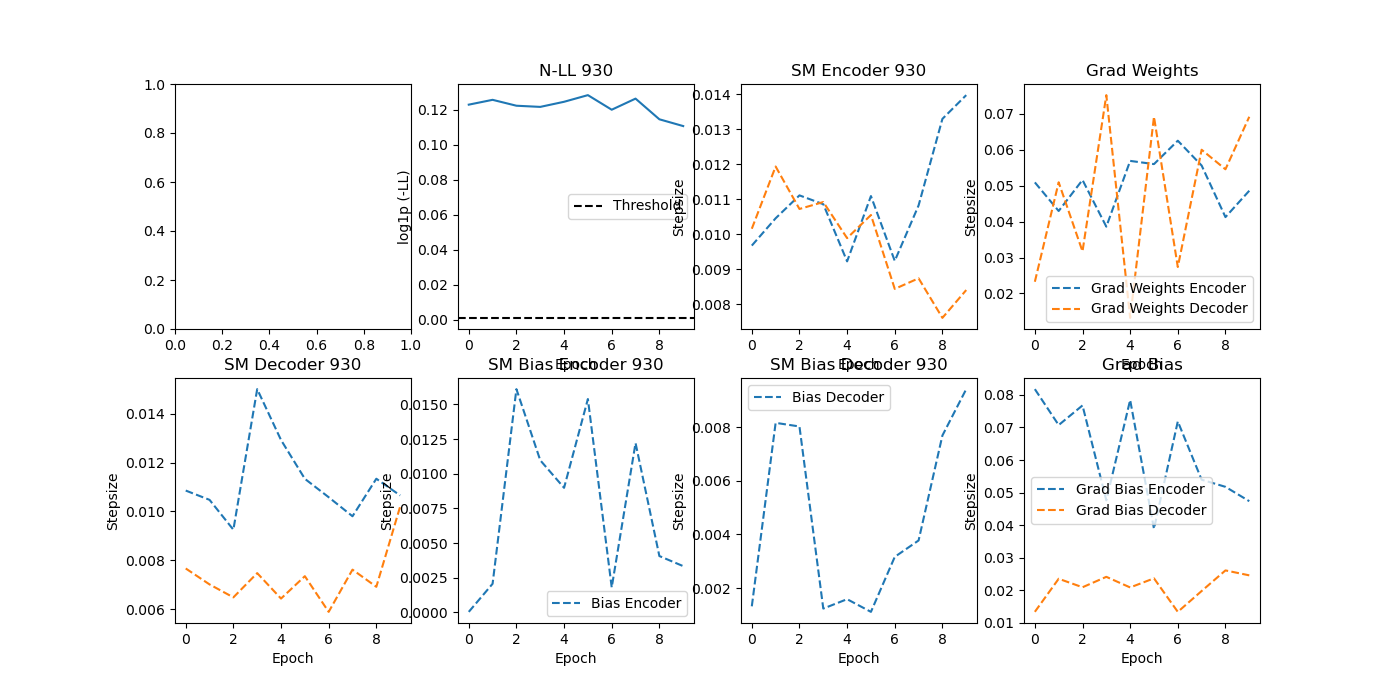 N-LL 930
SM Encoder 930
Grad Weights
1.0
0.8
0.6
0.4
0.2
0.0
0.0 0.2 0.4 0.6 0.8 1.0
log1p (-LL)
0.12
0.10
0.08
0.06
0.04
0.02
0.00
Threshold
0 2 4 6 8
Epoch
Stepsize
0.014
0.013
0.012
0.011
0.010
0.009
0.008
0 2 4 6 8
Epoch
Stepsize
0.07
0.06
0.05
0.04
0.03
0.02
Grad Weights Encoder
Grad Weights Decoder
0 2 4 6 8
Epoch
SM Decoder 930
SM Bias Encoder 930
SM Bias Decoder 930
Grad Bias
Stepsize
0.014
0.012
0.010
0.008
0.006
0 2 4 6 8
Epoch
Stepsize
0.0150
0.0125
0.0100
0.0075
0.0050
0.0025
0.0000
Bias Encoder
0 2 4 6 8
Epoch
Stepsize
Bias Decoder
0.008
0.006
0.004
0.002
0 2 4 6 8
Epoch
Stepsize
0.08
0.07
0.06
0.05
0.04
0.03
0.02
0.01
Grad Bias Encoder
Grad Bias Decoder
0 2 4 6 8
Epoch